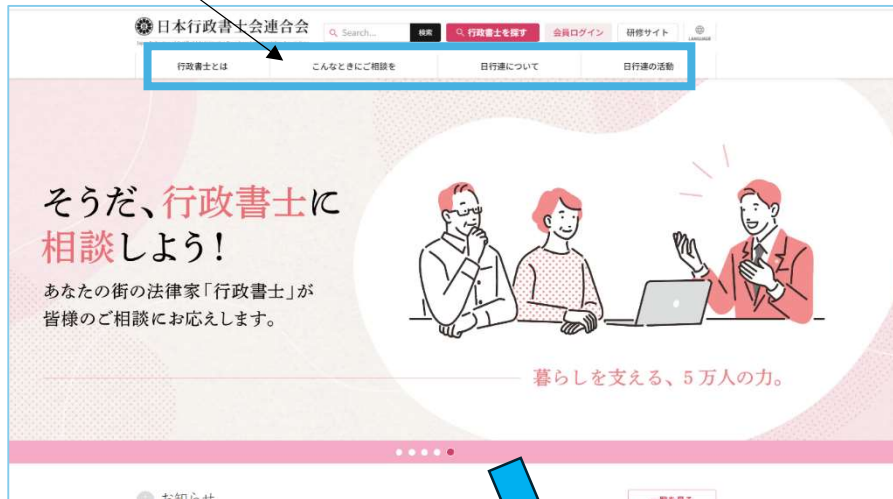 日本行政書士会連合会
Search...
検索
行政書士を探す
会員ログイン
研修サイト
LANGUAGE
行政書士とは
こんなときにご相談を
日行連について
日行連の活動
そうだ、行政書士に
相談しよう!
あなたの街の法律家「行政書士」が
皆様のご相談にお応えします。
暮らしを支える、5万人の力。
お知らせ